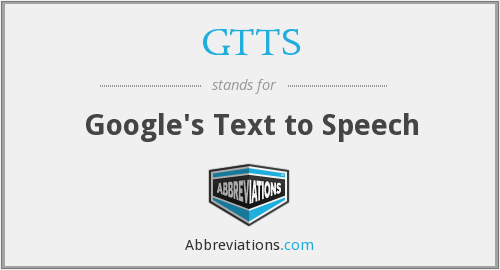 GTTS
stands for
Google's Text to Speech
ABBREVIATIONS
Abbreviations.com